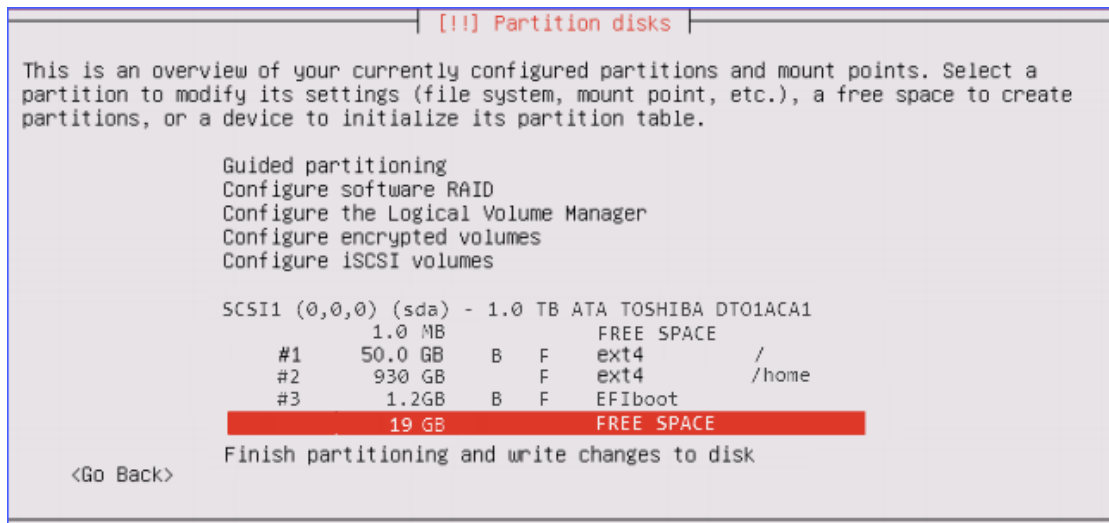 [!!] Partition disks
This is an overview of your currently configured partitions and mount points. Select a
partition to modify its settings (file system, mount point, etc.), a free space to create
partitions, or a device to initialize its partition table.
Guided partitioning
Configure software RAID
Configure the Logical Volume Manager
Configure encrypted volumes
Configure iSCSI volumes
SCSI1 (0,0,0) (sda) - 1.0 TB ATA TOSHIBA DTO1ACA1
1.0 MB FREE SPACE
#1 50.0 GB B F ext4 /
#2 930 GB F ext4 /home
#3 1.2GB B F EFIboot
19 GB FREE SPACE
Finish partitioning and write changes to disk
<Go Back>